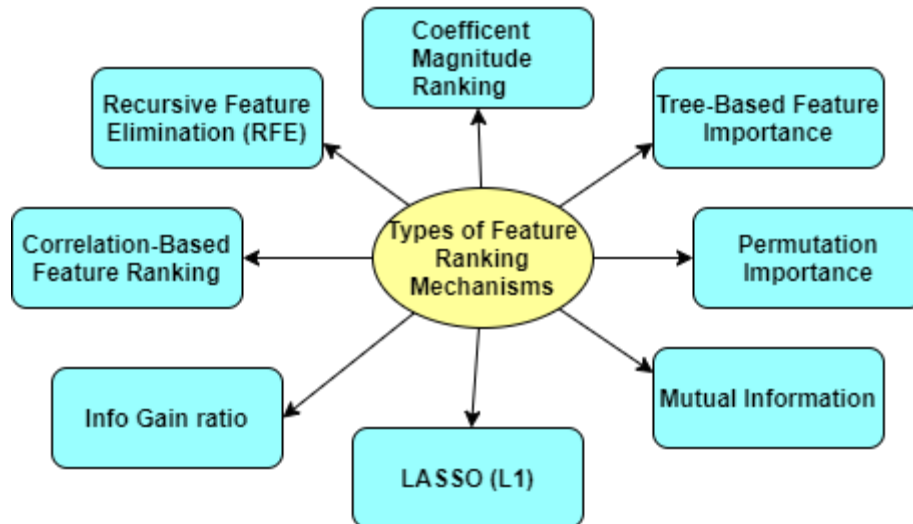 Coefficent
Magnitude
Ranking
Recursive Feature
Elimination (RFE)
Tree-Based Feature
Importance
Types of Feature
Ranking
Mechanisms
Correlation-Based
Feature Ranking
Permutation
Importance
Info Gain ratio
Mutual Information
LASSO (L1)